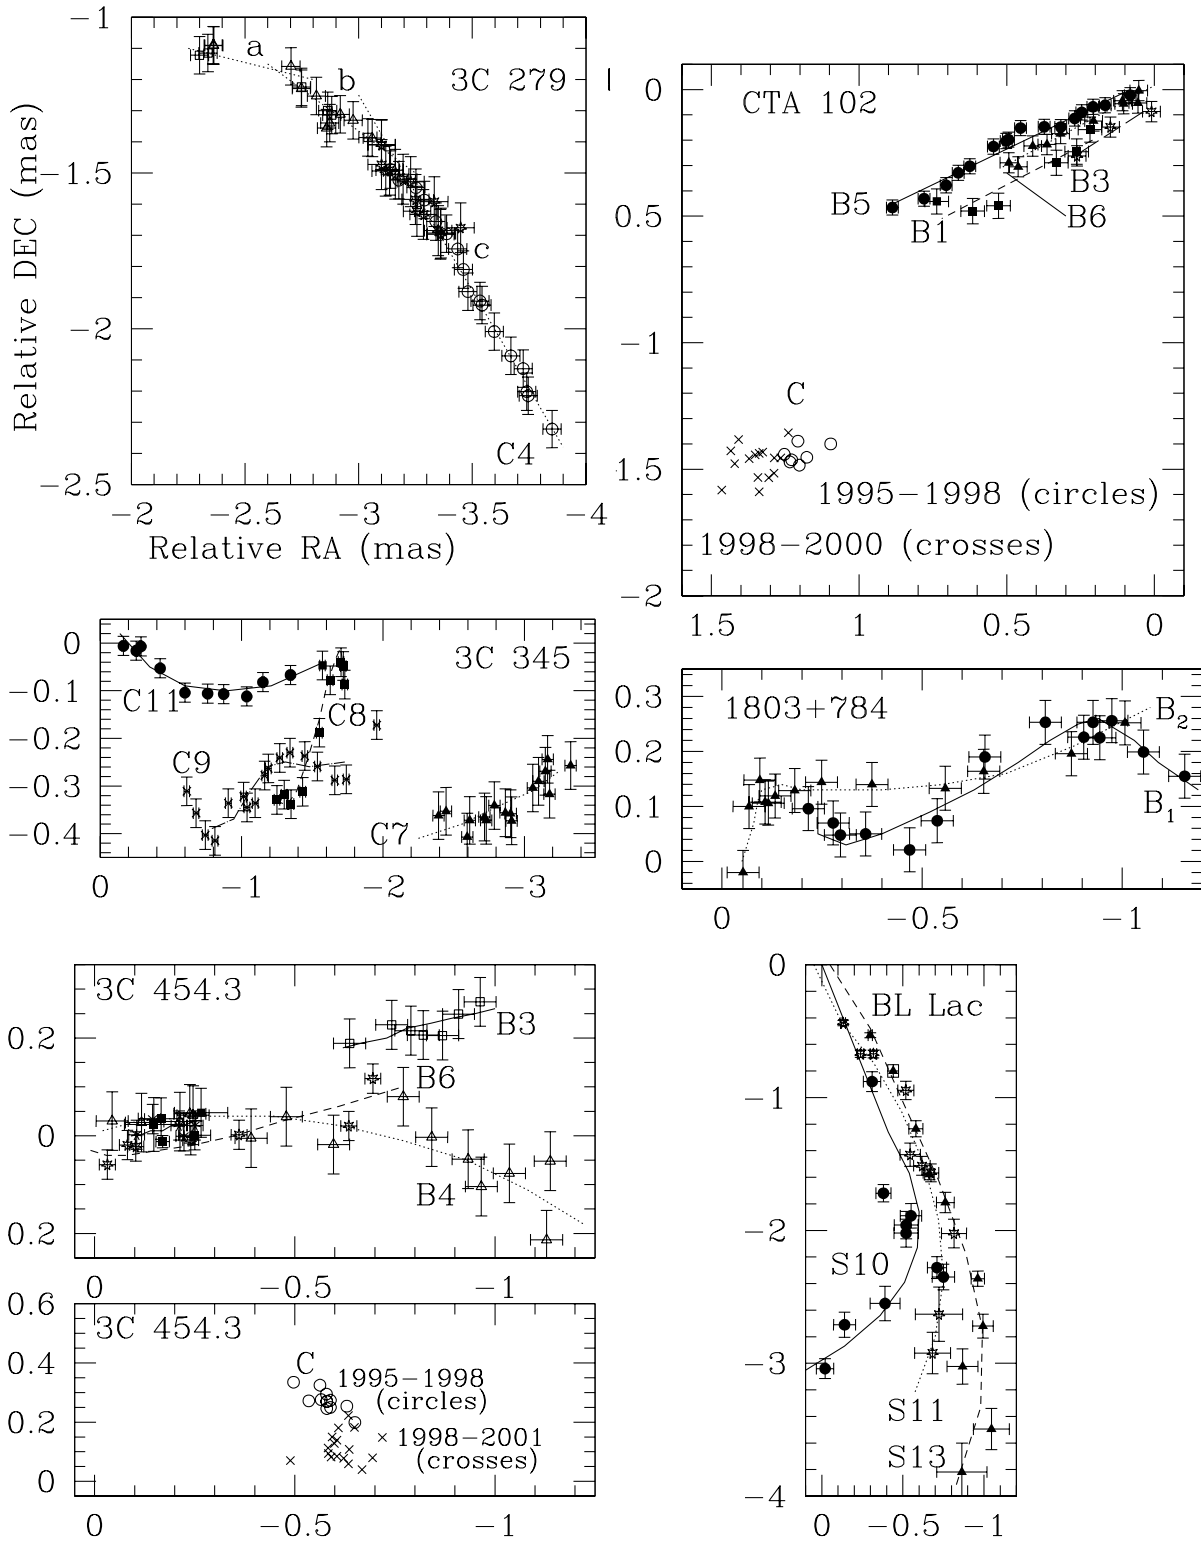 −1
−1.5
−2
−2.5
Relative DEC (mas)
a
b
c
3C 279
C4
−2 −2.5 −3 −3.5 −4
Relative RA (mas)
0
0.5
−1
1.5
−2
CTA 102
B5
B1
B3
B6
C
1995−1998 (circles)
1998−2000 (crosses)
1.5 1 0.5 0
0
−0.1
−0.2
−0.3
−0.4
3C 345
C11
C8
C9
C7
0 −1 −2 −3
0.3
0.2
0.1
0
1803+784
B2
B1
0 −0.5 −1
0.2
0
0.2
3C 454.3
B3
B6
B4
0 −0.5 −1
0.6
0.4
0.2
0
3C 454.3
C
1995−1998
(circles)
1998−2001
(crosses)
0 −0.5 −1
0
−1
−2
−3
−4
BL Lac
S10
S11
S13
0 −0.5 −1